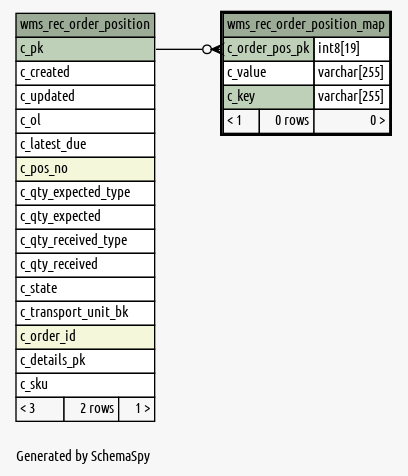 wms_rec_order_position
c_pk
c_created
c_updated
c_ol
c_latest_due
c_pos_no
c_qty_expected_type
c_qty_expected
c_qty_received_type
c_qty_received
c_state
c_transport_unit_bk
c_order_id
c_details_pk
c_sku
< 3 2 rows 1 >
wms_rec_order_position_map
c_order_pos_pk int8[19]
c_value varchar[255]
c_key varchar[255]
< 1 0 rows 0 >
Generated by SchemaSpy